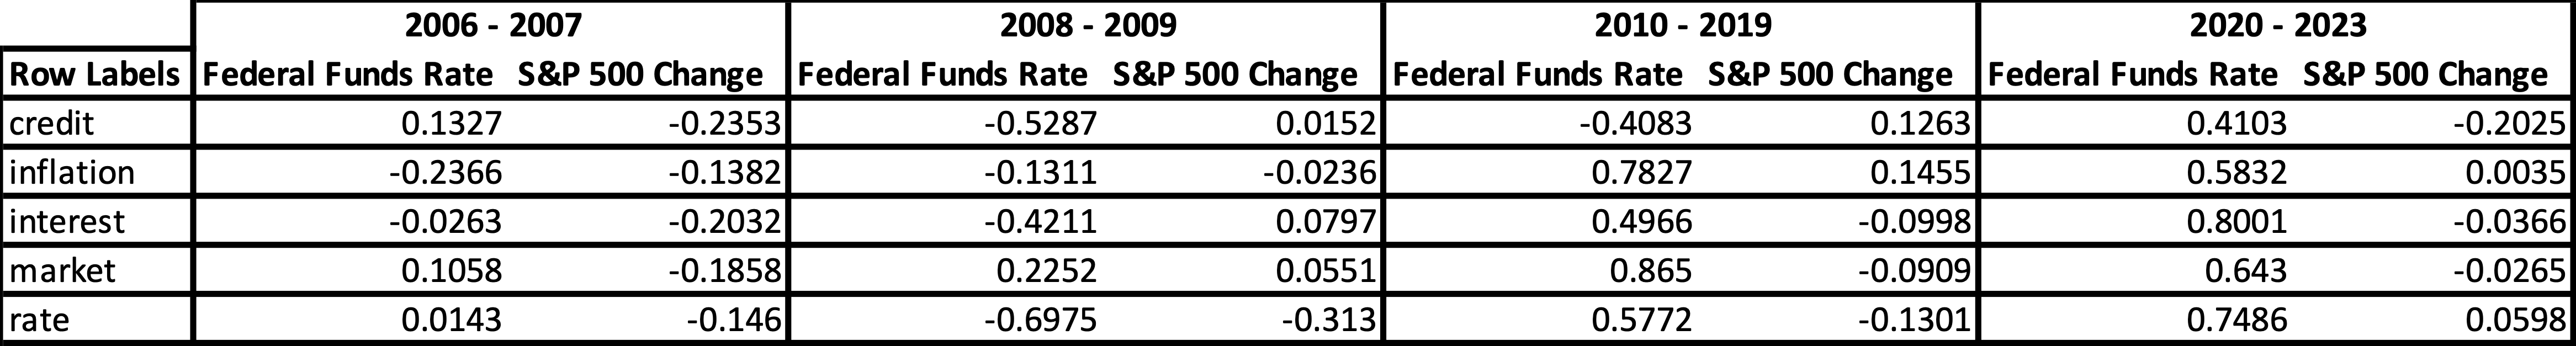 2006 - 2007 2008 - 2009 2010 - 2019 2020 - 2023
Row Labels Federal Funds Rate S&P 500 Change Federal Funds Rate S&P 500 Change Federal Funds Rate S&P 500 Change Federal Funds Rate S&P 500 Change
credit 0.1327 -0.2353 -0.5287 0.0152 -0.4083 0.1263 0.4103 -0.2025
inflation -0.2366 -0.1382 -0.1311 -0.0236 0.7827 0.1455 0.5832 0.0035
interest -0.0263 -0.2032 -0.4211 0.0797 0.4966 -0.0998 0.8001 -0.0366
market 0.1058 -0.1858 0.2252 0.0551 0.865 -0.0909 0.643 -0.0265
rate 0.0143 -0.146 -0.6975 -0.313 0.5772 -0.1301 0.7486 0.0598